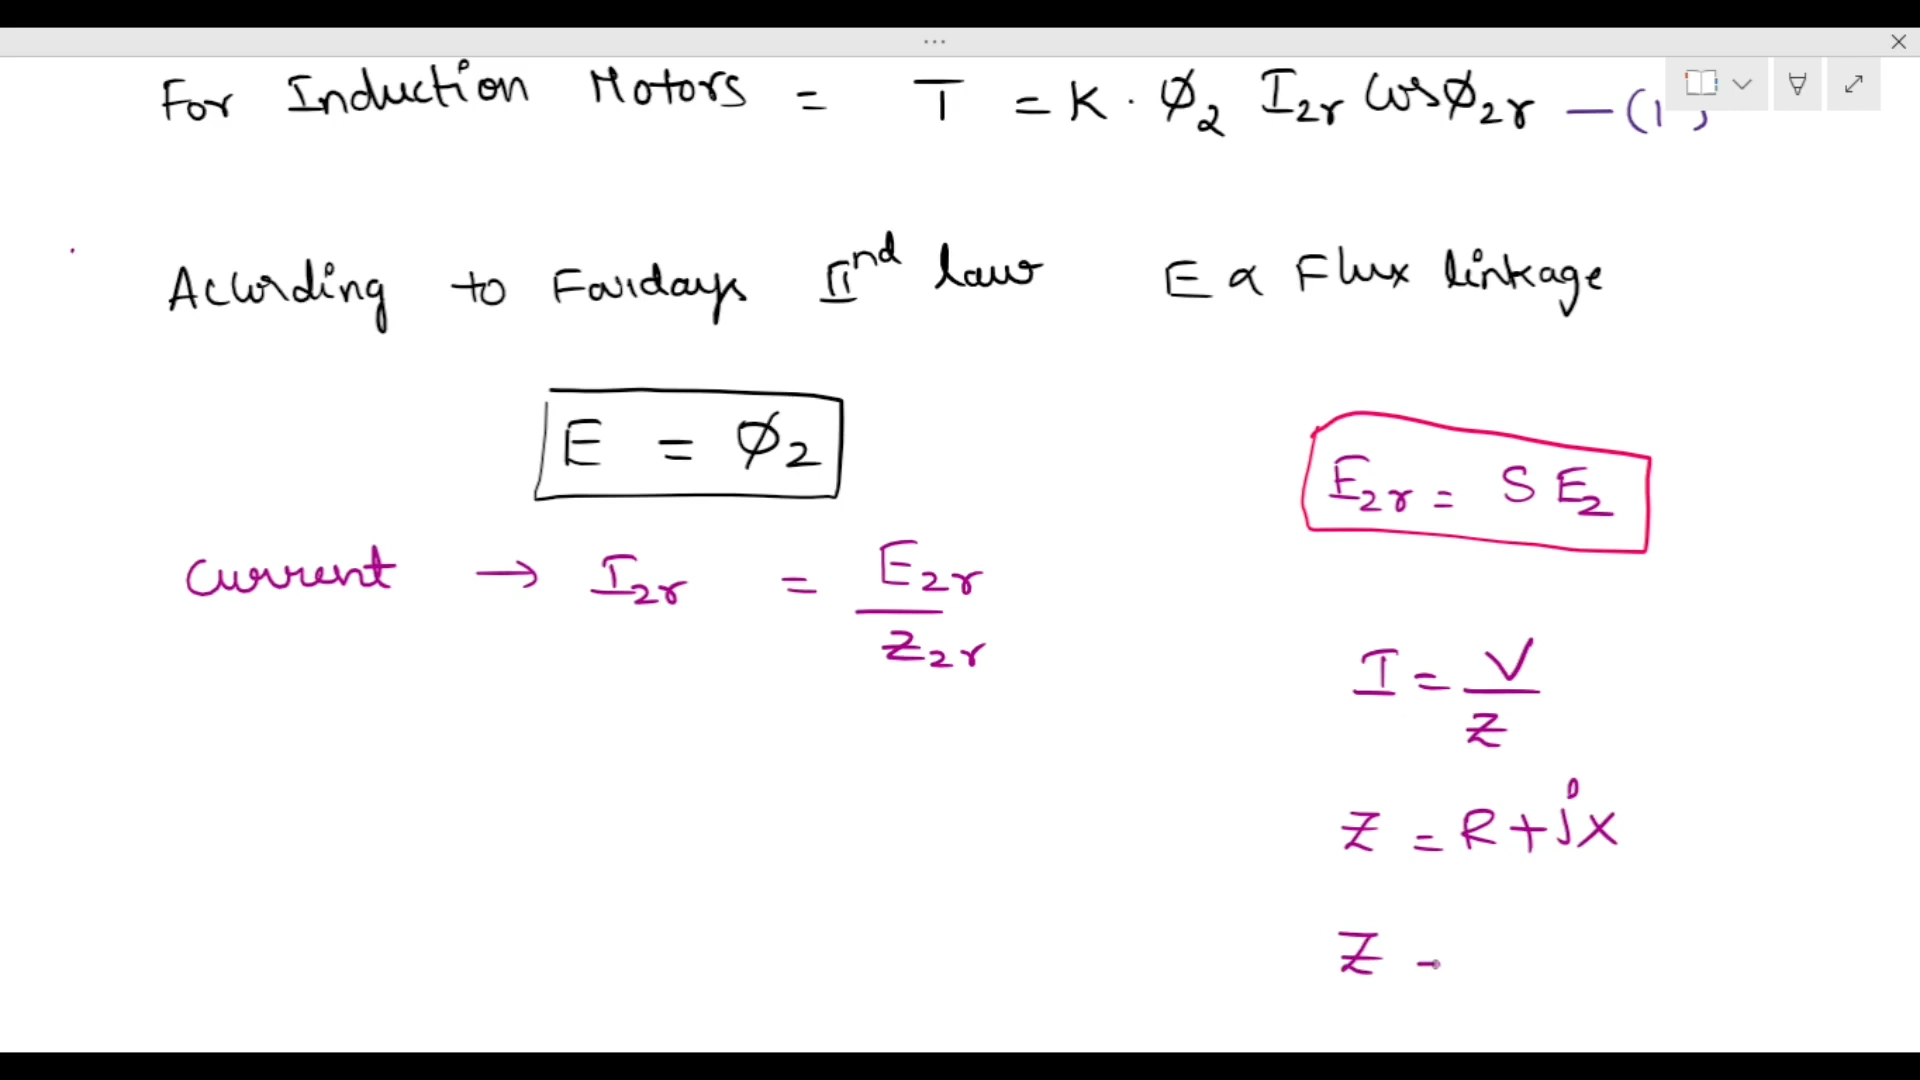 For Induction Motors = T = K . Ø₂ I₂r CosØ₂r — (1)
According to Faridays IInd law E α Flux linkage
E = Ø₂
E₂r = S E₂
Current → I₂r = E₂r / Z₂r
I = V / Z
Z = R + jX
Z -